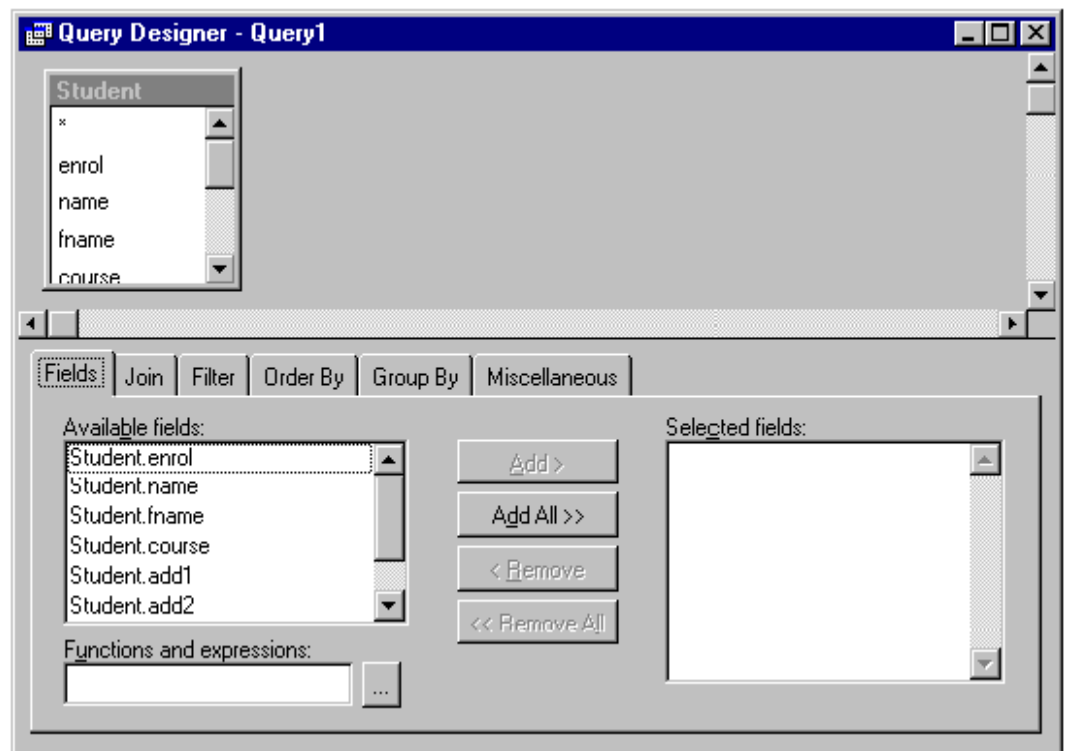 Query Designer - Query1
Student
*
enrol
name
fname
course
Fields Join Filter Order By Group By Miscellaneous
Available fields:
Student.enrol
Student.name
Student.fname
Student.course
Student.add1
Student.add2
Functions and expressions:
...
Add >
Add All >>
< Remove
<< Remove All
Selected fields: